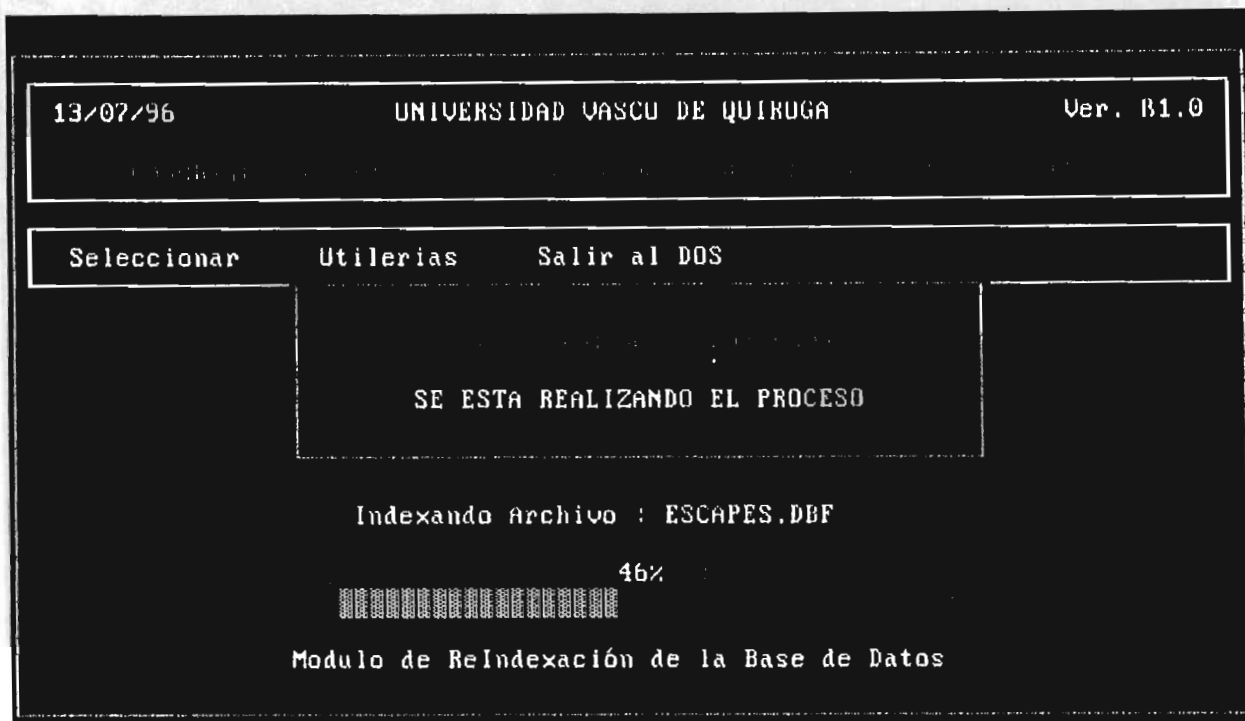 13/07/96 UNIVERSIDAD VASCO DE QUIROGA Ver. B1.0
Seleccionar Utilerias Salir al DOS
SE ESTA REALIZANDO EL PROCESO
Indexando Archivo : ESCAPES.DBF
46%
Modulo de ReIndexación de la Base de Datos